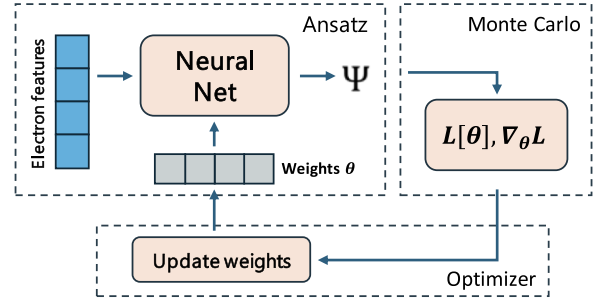 Ansatz
Monte Carlo
Electron features
Neural
Net
Ψ
L[θ], ∇θL
Weights θ
Update weights
Optimizer